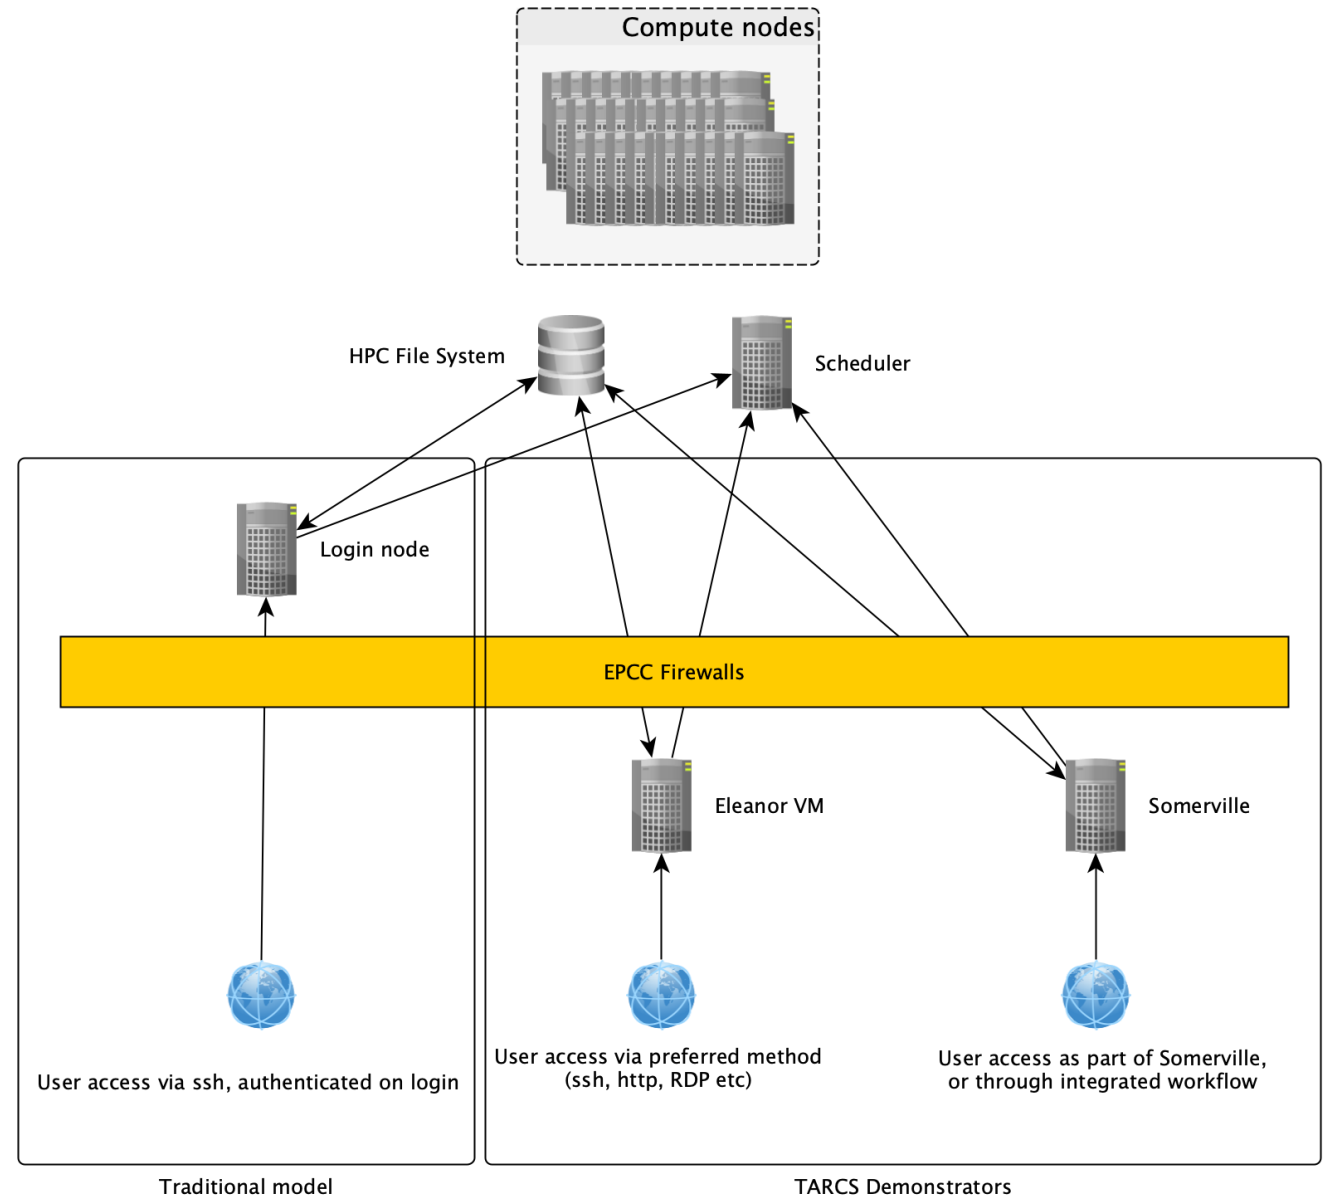 Compute nodes
HPC File System
Scheduler
Login node
EPCC Firewalls
Eleanor VM
Somerville
User access via ssh, authenticated on login
User access via preferred method
(ssh, http, RDP etc)
User access as part of Somerville,
or through integrated workflow
Traditional model
TARCS Demonstrators